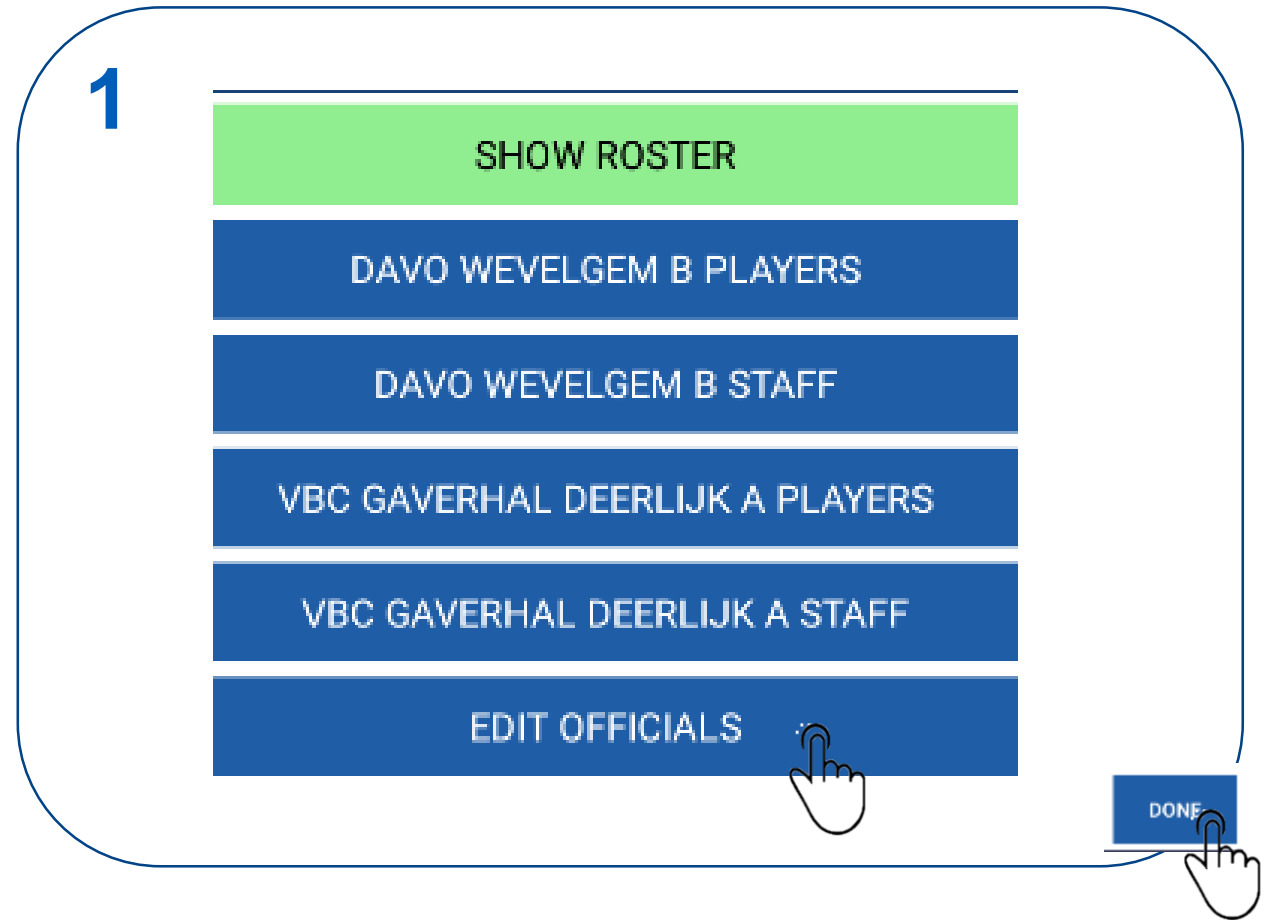 1
SHOW ROSTER
DAVO WEVELGEM B PLAYERS
DAVO WEVELGEM B STAFF
VBC GAVERHAL DEERLIJK A PLAYERS
VBC GAVERHAL DEERLIJK A STAFF
EDIT OFFICIALS
DONE